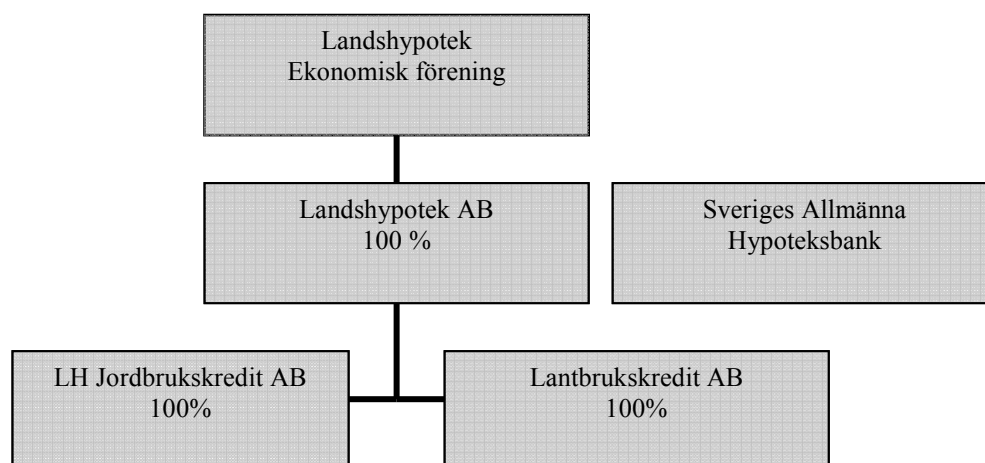 Landshypotek
Ekonomisk förening
Landshypotek AB
100 %
Sveriges Allmänna
Hypoteksbank
LH Jordbrukskredit AB
100%
Lantbrukskredit AB
100%